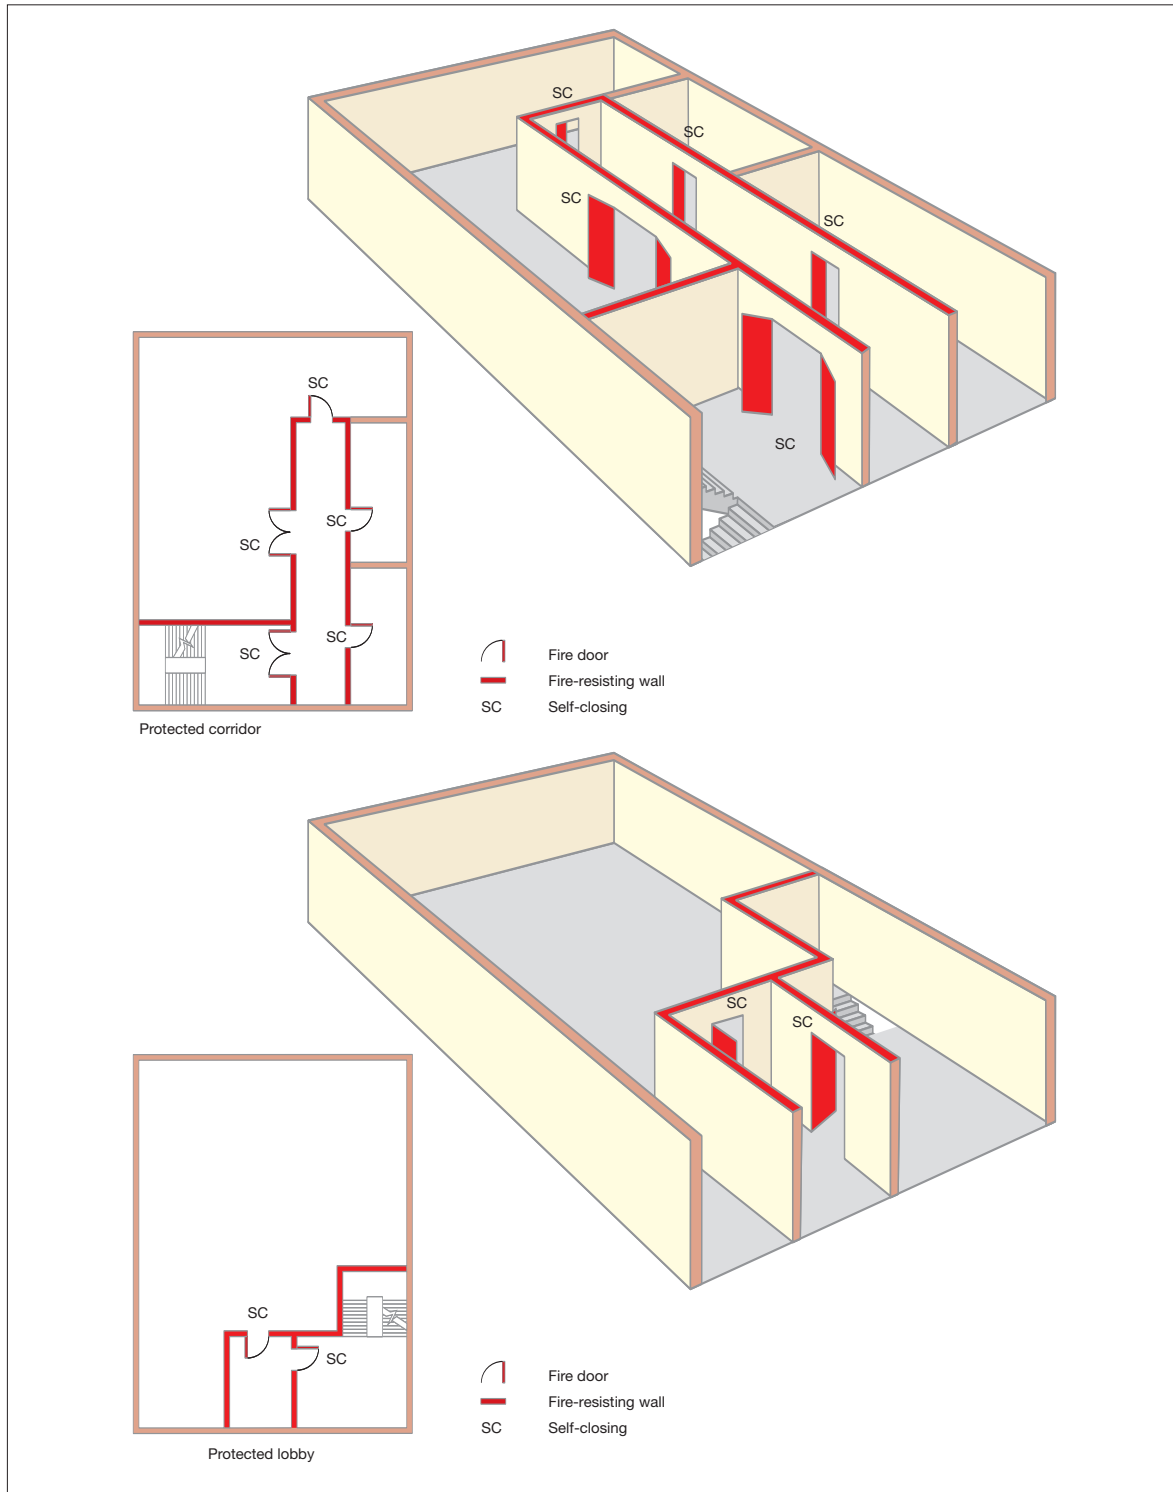 SC
SC
SC
SC
SC
SC
SC
SC
SC
SC
Fire door
Fire-resisting wall
SC Self-closing
Protected corridor
SC
SC
SC
SC
Fire door
Fire-resisting wall
SC Self-closing
Protected lobby